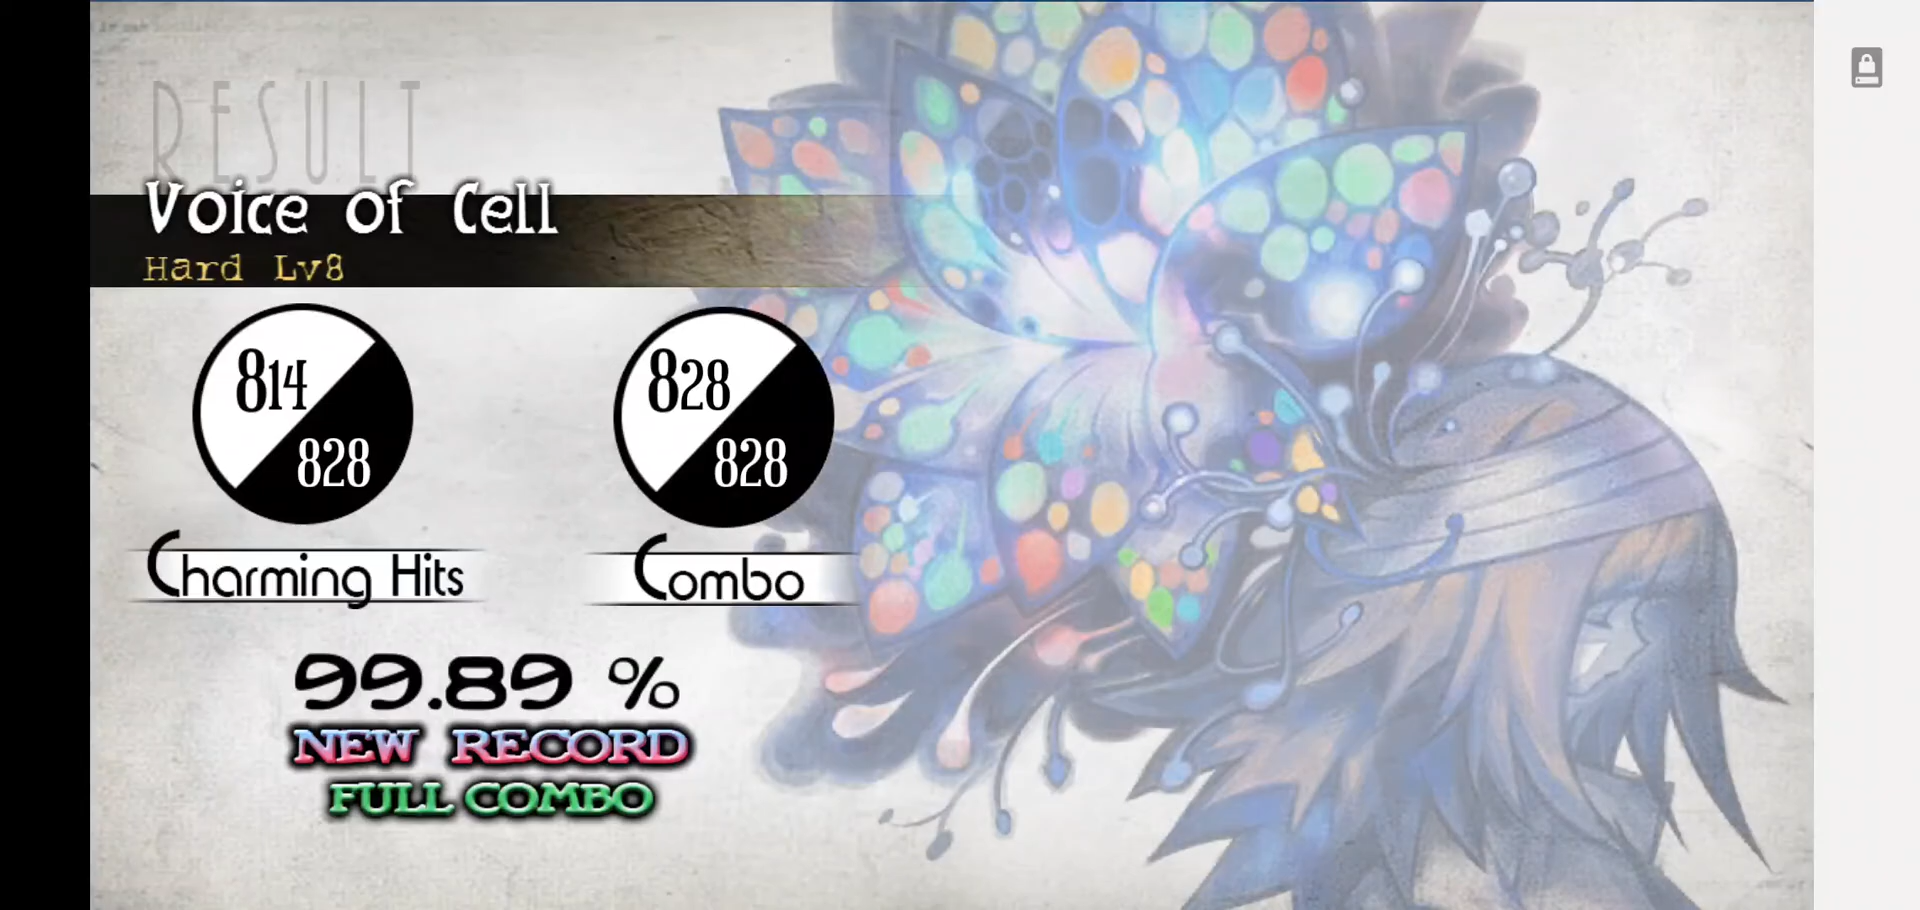 RESULT
Voice of Cell
Hard Lv8
814
828
Charming Hits
828
828
Combo
99.89 %
NEW RECORD
FULL COMBO